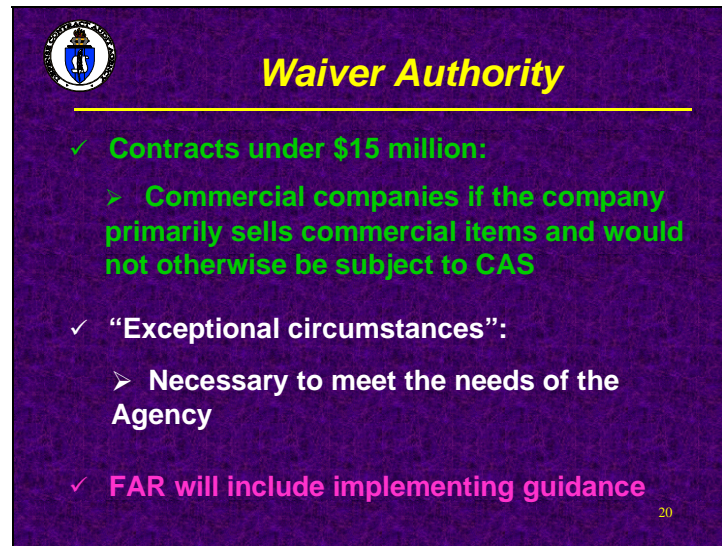 Waiver Authority
✓ Contracts under $15 million:
➢ Commercial companies if the company
primarily sells commercial items and would
not otherwise be subject to CAS
✓ “Exceptional circumstances”:
➢ Necessary to meet the needs of the
Agency
✓ FAR will include implementing guidance
20